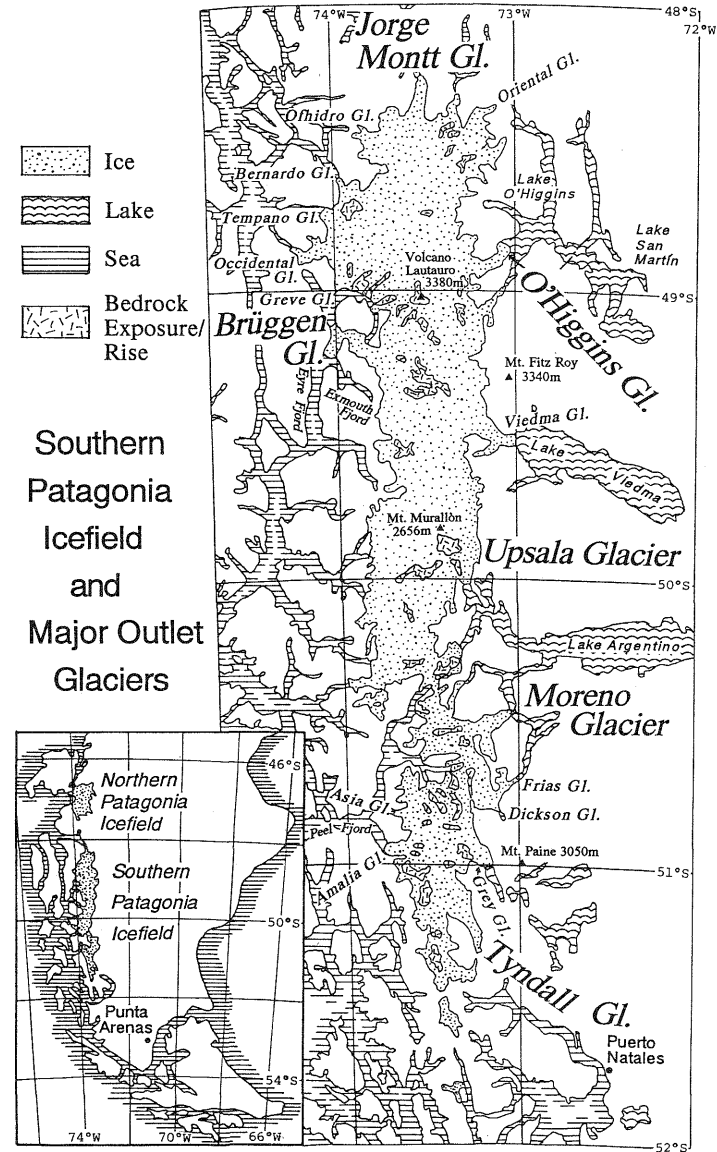 74°W
73°W
48°S
72°W
Jorge
Montt Gl.
Oriental Gl.
Ofhidro Gl.
Ice
Bernardo Gl.
Lake
O'Higgins
Lake
Tempano Gl.
Lake
San
Martín
Sea
Occidental
Gl.
Volcano
Lautauro
3380m
Greve Gl.
49°S
Bedrock
Exposure/
Rise
Brüggen
Gl.
O'Higgins Gl.
Mt. Fitz Roy
3340m
Eyre Fjord
Exmouth
Fjord
Viedma Gl.
Lake Viedma
Southern
Patagonia
Icefield
and
Major Outlet
Glaciers
Mt. Murallòn
2656m
Upsala Glacier
50°S
Lake Argentino
Moreno
Glacier
46°S
Northern
Patagonia
Icefield
Asia Gl.
Frias Gl.
Dickson Gl.
Peel Fjord
Mt. Paine 3050m
Southern
Patagonia
Icefield
Amalia Gl.
51°S
Grey Gl.
50°S
Tyndall Gl.
Punta
Arenas
Puerto
Natales
54°S
74°W
70°W
66°W
52°S